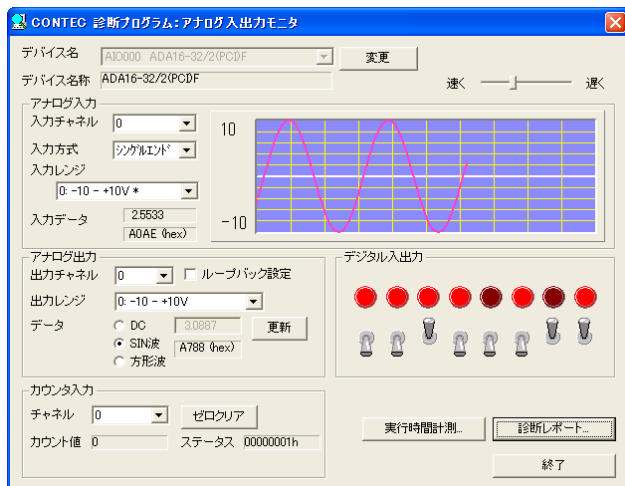 CONTEC 診断プログラム：アナログ入出力モニタ
デバイス名 AIO000 ADA16-32/2(PCI)F 変更
デバイス名称 ADA16-32/2(PCI)F 速く 遅く
アナログ入力
入力チャネル 0
入力方式 シングルエンド
入力レンジ
0: -10 - +10V *
入力データ 2.5533
A0AE (hex)
10
-10
アナログ出力
出力チャネル 0 ループバック設定
出力レンジ 0: -10 - +10V
データ DC 3.0887 更新
SIN波 A788 (hex)
方形波
デジタル入出力
カウンタ入力
チャネル 0 ゼロクリア
カウント値 0 ステータス 00000001h
実行時間計測... 診断レポート...
終了